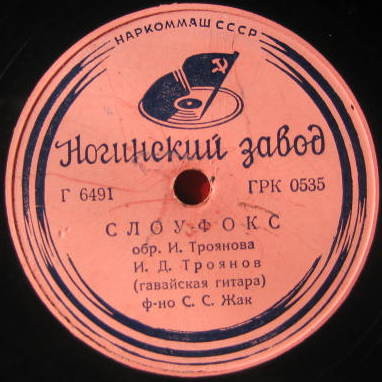 НАРКОММАШ СССР
Ногинский завод
Г 6491
ГРК 0535
СЛОУФОКС
обр. И. Троянова
И. Д. Троянов
(гавайская гитара)
ф-но С. С. Жак